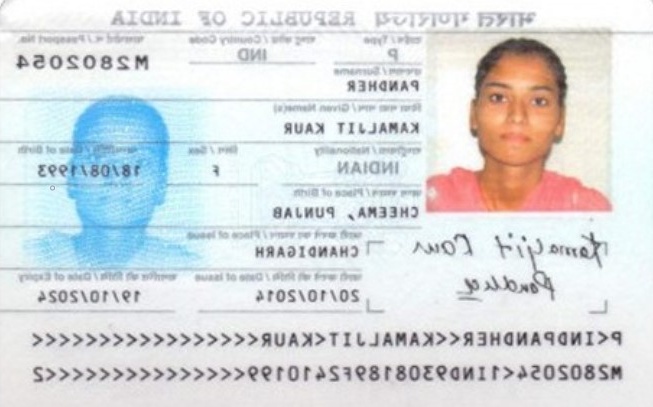 भारत गणराज्य REPUBLIC OF INDIA
टाईप / Type राष्ट्र कोड / Country Code पासपोर्ट न. / Passport No.
P IND M2802054
उपनाम / Surname
PANDHER
दिया गया नाम / Given Name(s)
KAMALJIT KAUR
राष्ट्रीयता / Nationality लिंग / Sex जन्मतिथि / Date of Birth
INDIAN F 18/08/1993
जन्म स्थान / Place of Birth
CHEEMA, PUNJAB
जारी करने का स्थान / Place of Issue
CHANDIGARH
जारी करने की तिथि / Date of Issue समाप्ति की तिथि / Date of Expiry
20/10/2014 19/10/2024
Kamaljit Kaur
Pandher
P<INDPANDHER<<KAMALJIT<KAUR<<<<<<<<<<<<<<<<<
M2802054<1IND9308189F2410199<<<<<<<<<<<<<<<2